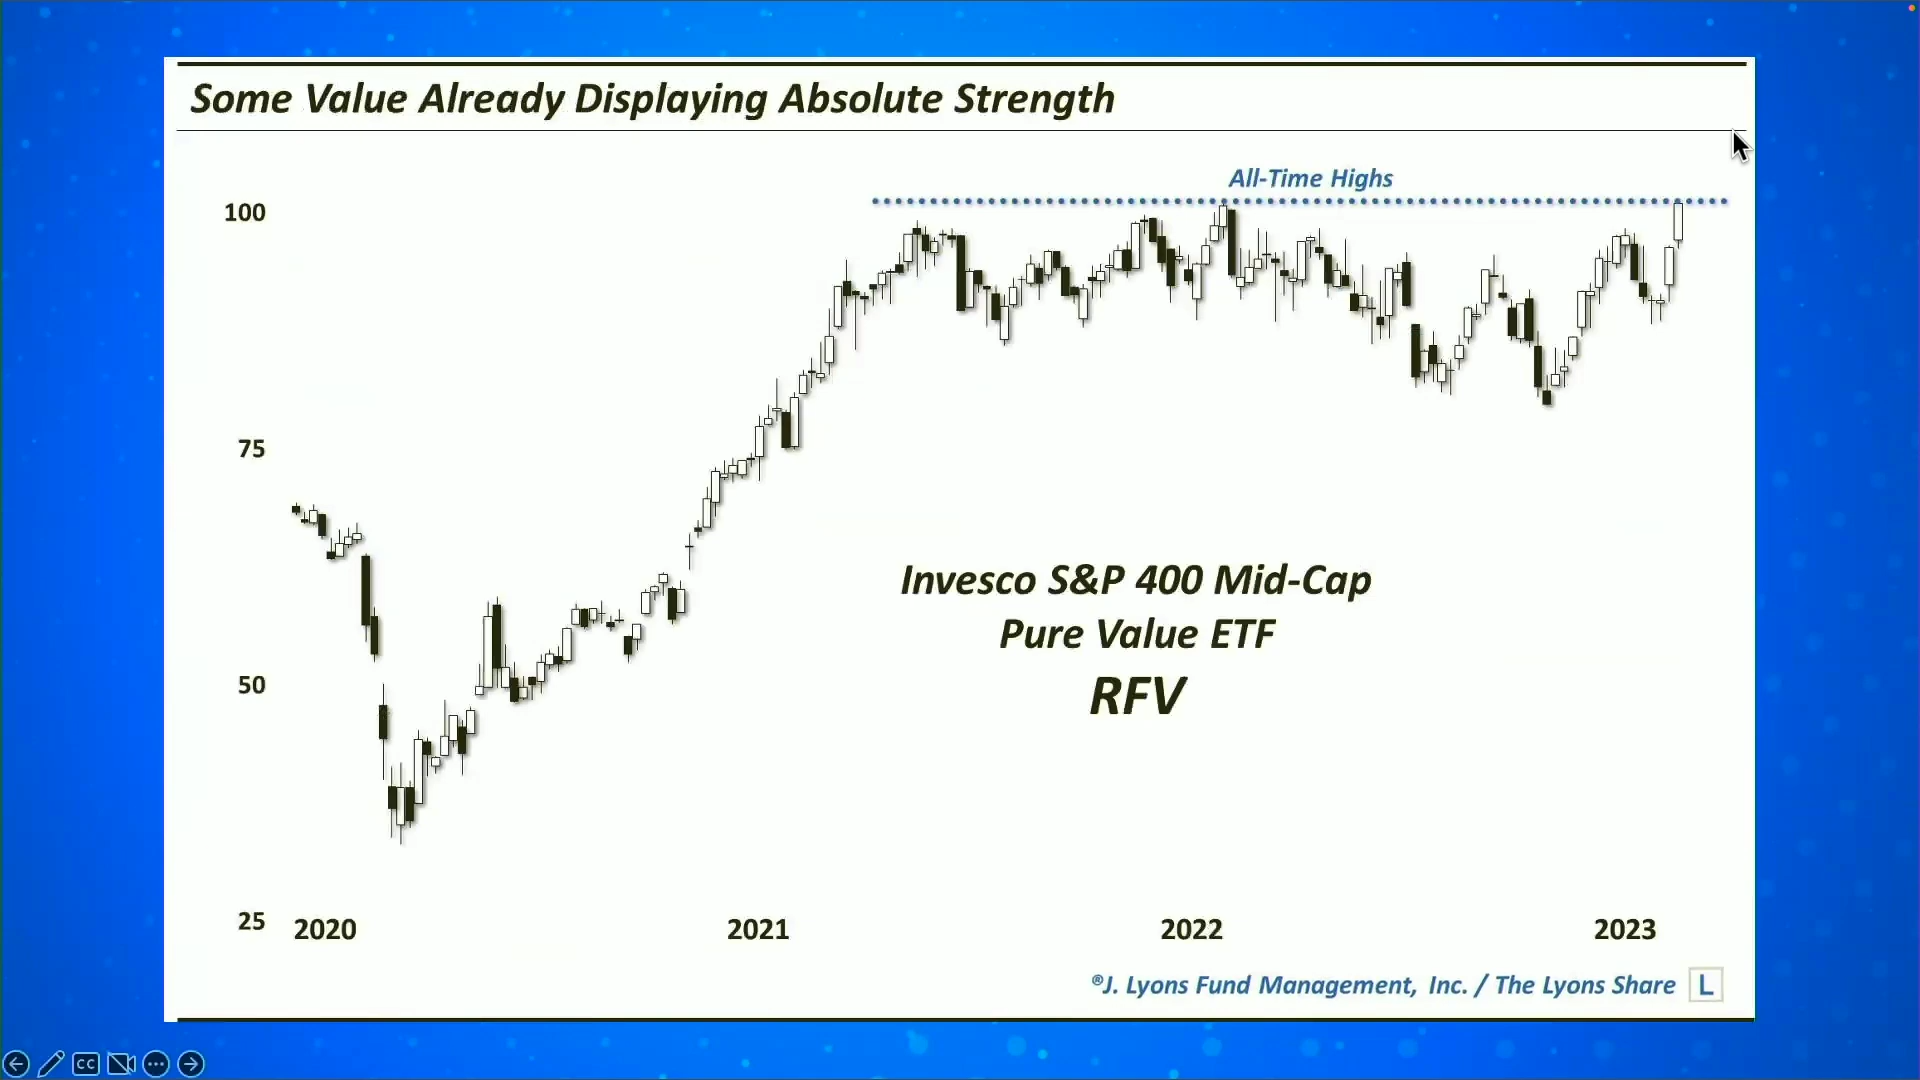 Some Value Already Displaying Absolute Strength
All-Time Highs
100
75
50
25
Invesco S&P 400 Mid-Cap
Pure Value ETF
RFV
2020 2021 2022 2023
®J. Lyons Fund Management, Inc. / The Lyons Share L
CC